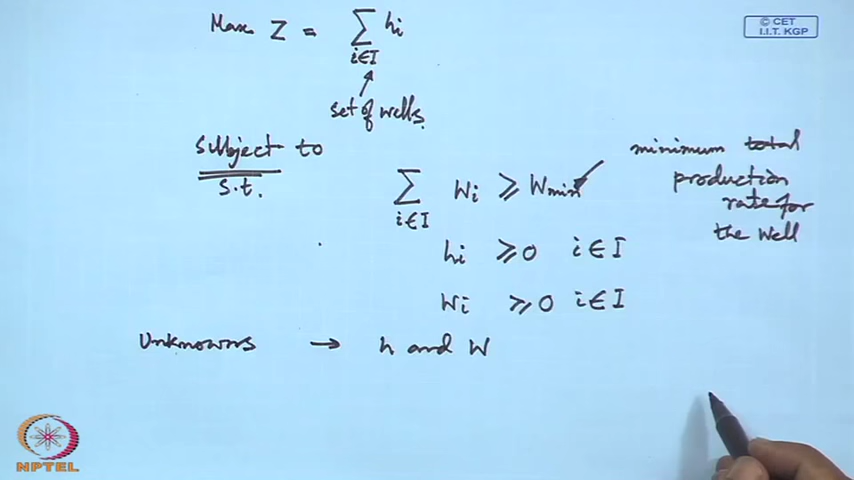 Max Z = ∑ hi
i∈I
© CET
I.I.T. KGP
set of wells.
subject to
s.t.
∑ Wi ⩾ Wmin
i∈I
minimum total
production
rate for
the well
hi ⩾ 0 i∈I
Wi ⩾ 0 i∈I
Unknowns → h and W
NPTEL